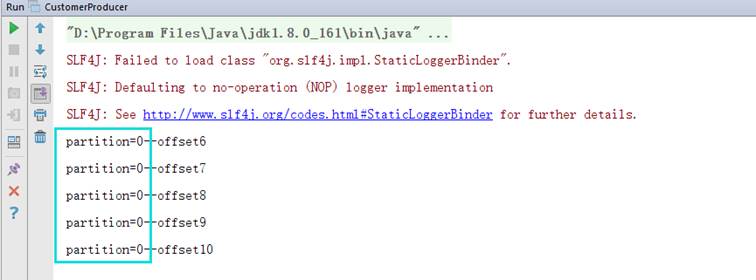 Run CustomerProducer
"D:\Program Files\Java\jdk1.8.0_161\bin\java" ...
SLF4J: Failed to load class "org.slf4j.impl.StaticLoggerBinder".
SLF4J: Defaulting to no-operation (NOP) logger implementation
SLF4J: See http://www.slf4j.org/codes.html#StaticLoggerBinder for further details.
partition=0--offset6
partition=0--offset7
partition=0--offset8
partition=0--offset9
partition=0--offset10